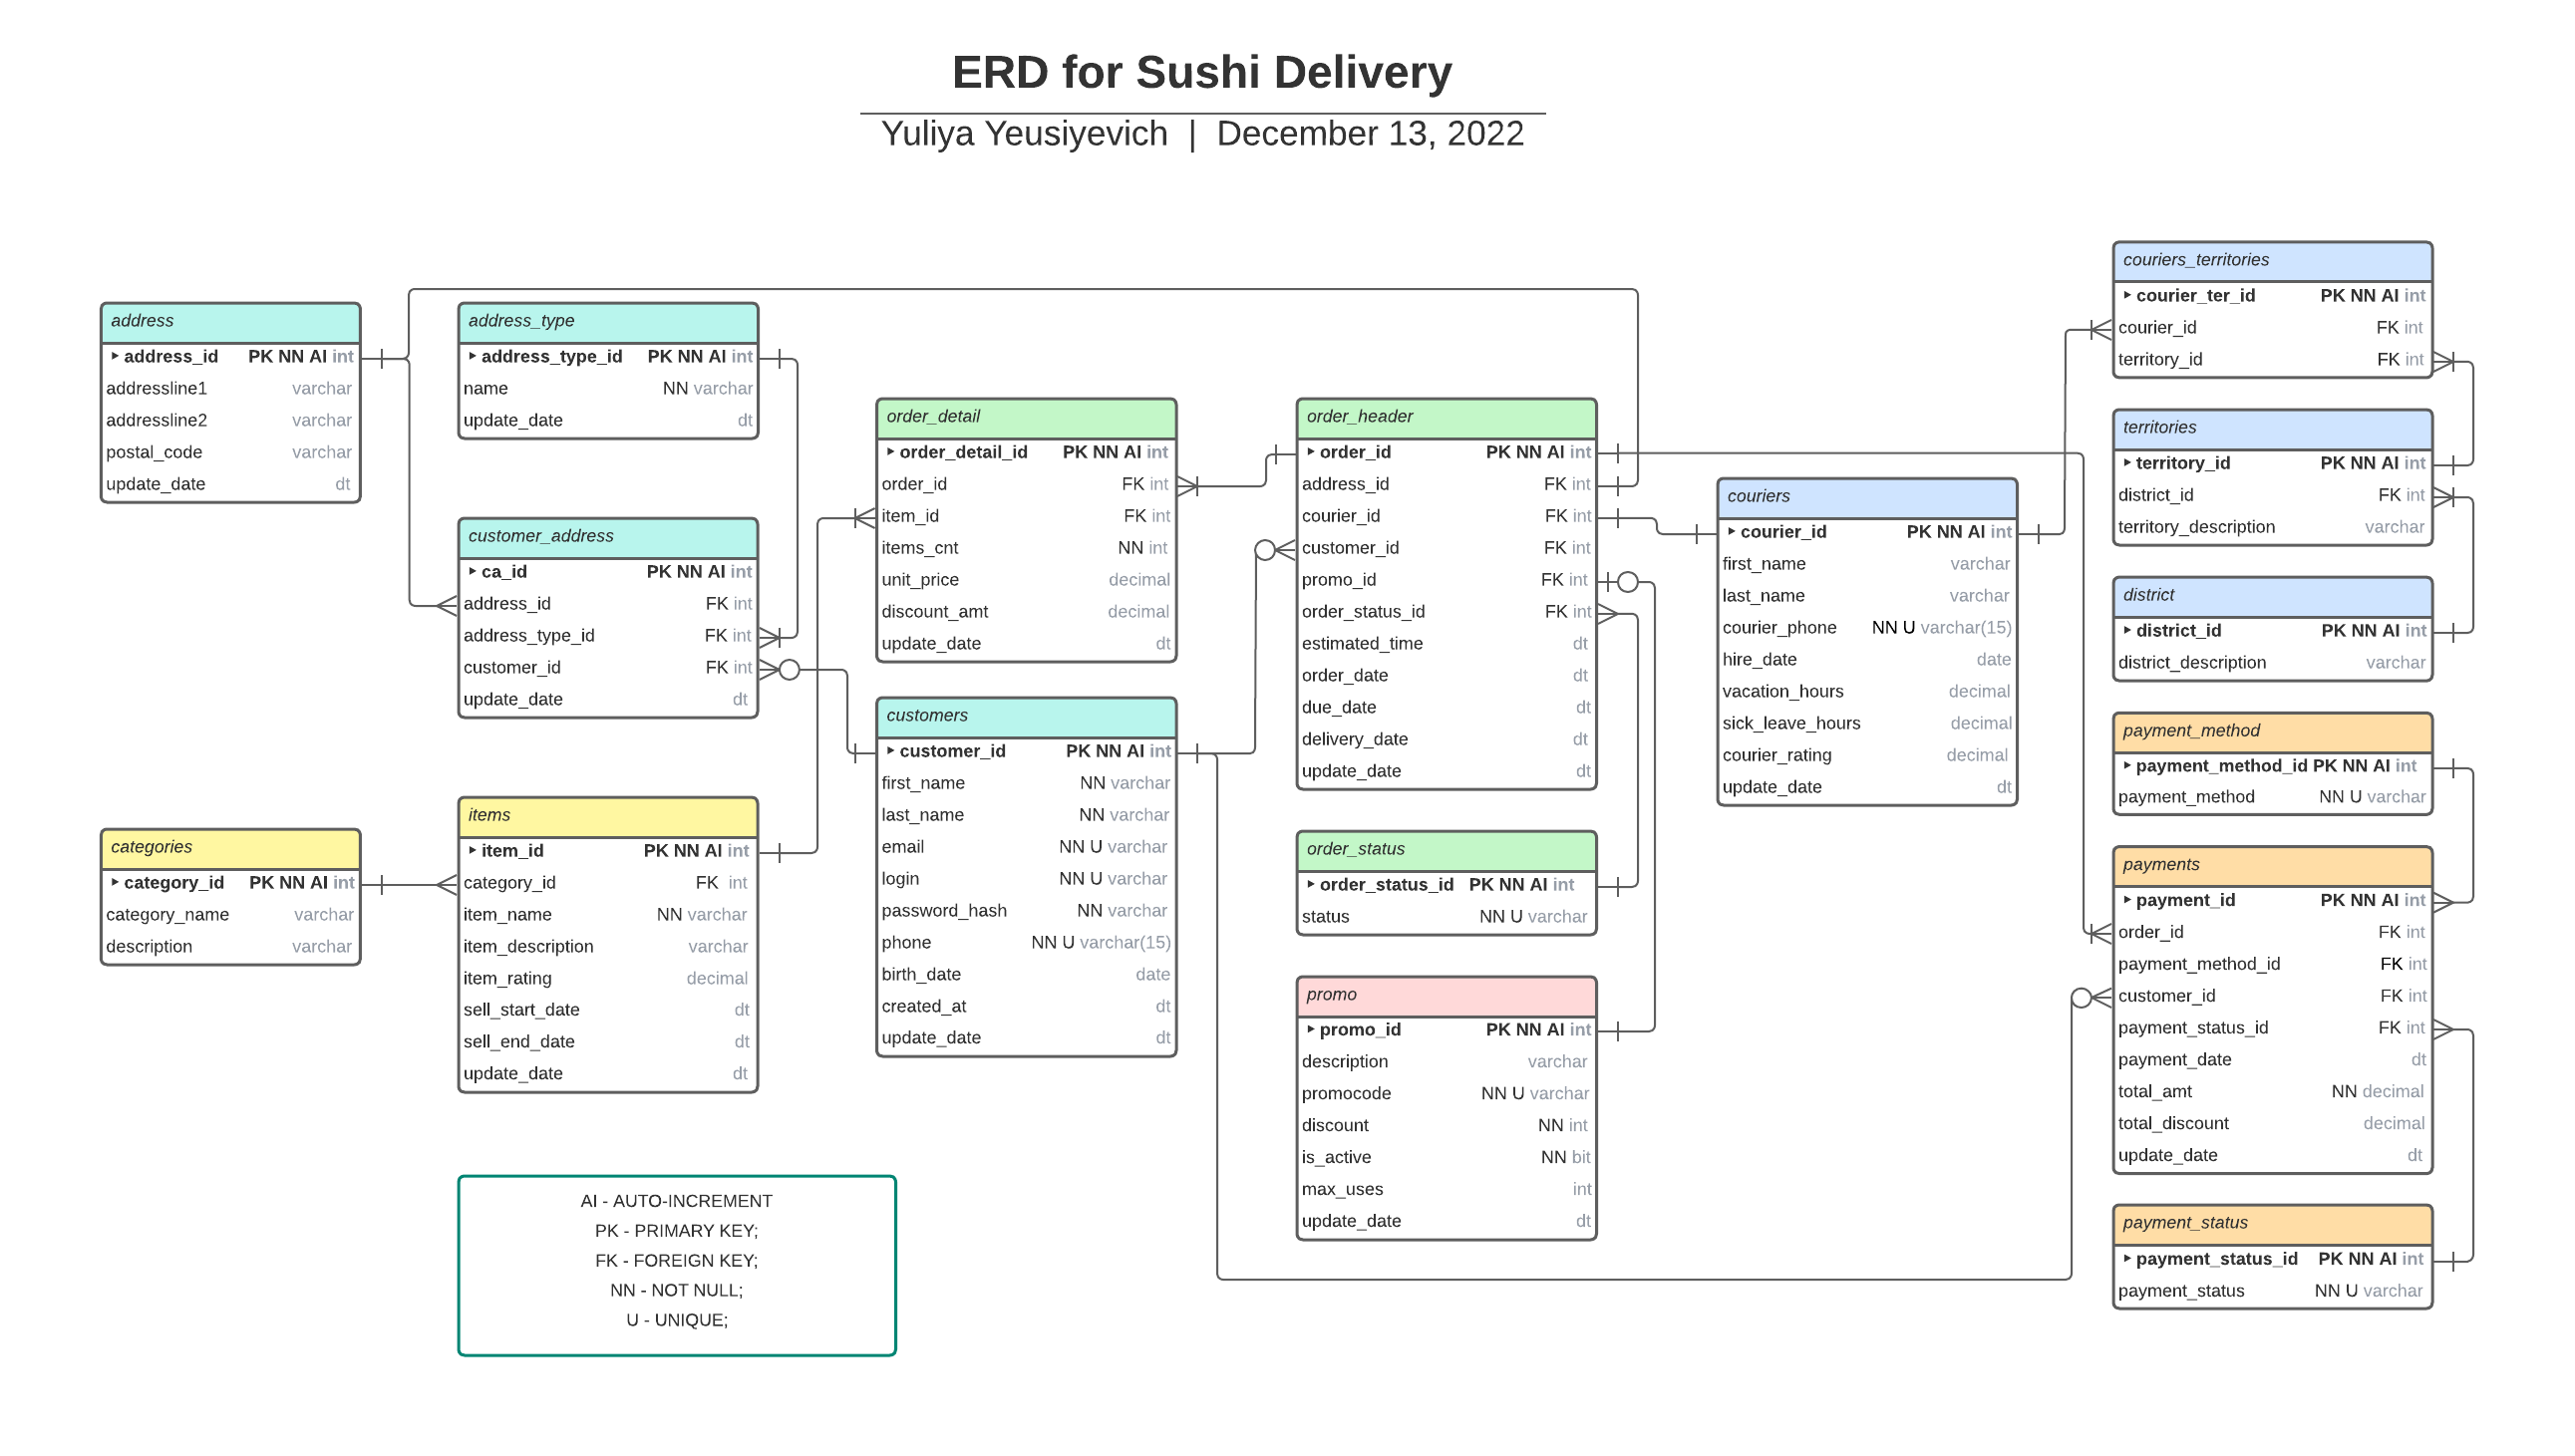 ERD for Sushi Delivery
Yuliya Yeusiyevich | December 13, 2022
address
address_id PK NN AI int
addressline1 varchar
addressline2 varchar
postal_code varchar
update_date dt
address_type
address_type_id PK NN AI int
name NN varchar
update_date dt
customer_address
ca_id PK NN AI int
address_id FK int
address_type_id FK int
customer_id FK int
update_date dt
categories
category_id PK NN AI int
category_name varchar
description varchar
items
item_id PK NN AI int
category_id FK int
item_name NN varchar
item_description varchar
item_rating decimal
sell_start_date dt
sell_end_date dt
update_date dt
order_detail
order_detail_id PK NN AI int
order_id FK int
item_id FK int
items_cnt NN int
unit_price decimal
discount_amt decimal
update_date dt
customers
customer_id PK NN AI int
first_name NN varchar
last_name NN varchar
email NN U varchar
login NN U varchar
password_hash NN varchar
phone NN U varchar(15)
birth_date date
created_at dt
update_date dt
order_header
order_id PK NN AI int
address_id FK int
courier_id FK int
customer_id FK int
promo_id FK int
order_status_id FK int
estimated_time dt
order_date dt
due_date dt
delivery_date dt
update_date dt
order_status
order_status_id PK NN AI int
status NN U varchar
promo
promo_id PK NN AI int
description varchar
promocode NN U varchar
discount NN int
is_active NN bit
max_uses int
update_date dt
couriers
courier_id PK NN AI int
first_name varchar
last_name varchar
courier_phone NN U varchar(15)
hire_date date
vacation_hours decimal
sick_leave_hours decimal
courier_rating decimal
update_date dt
couriers_territories
courier_ter_id PK NN AI int
courier_id FK int
territory_id FK int
territories
territory_id PK NN AI int
district_id FK int
territory_description varchar
district
district_id PK NN AI int
district_description varchar
payment_method
payment_method_id PK NN AI int
payment_method NN U varchar
payments
payment_id PK NN AI int
order_id FK int
payment_method_id FK int
customer_id FK int
payment_status_id FK int
payment_date dt
total_amt NN decimal
total_discount decimal
update_date dt
payment_status
payment_status_id PK NN AI int
payment_status NN U varchar
AI - AUTO-INCREMENT
PK - PRIMARY KEY;
FK - FOREIGN KEY;
NN - NOT NULL;
U - UNIQUE;